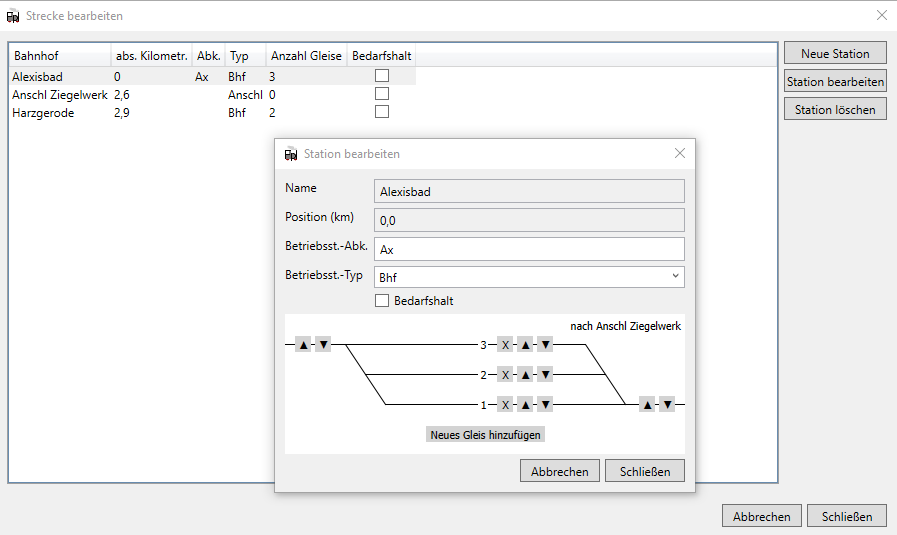 Strecke bearbeiten
Bahnhof abs. Kilometr. Abk. Typ Anzahl Gleise Bedarfshalt
Alexisbad 0 Ax Bhf 3
Anschl Ziegelwerk 2,6 Anschl 0
Harzgerode 2,9 Bhf 2
Neue Station
Station bearbeiten
Station löschen
Station bearbeiten
Name Alexisbad
Position (km) 0,0
Betriebsst.-Abk. Ax
Betriebsst.-Typ Bhf
Bedarfshalt
nach Anschl Ziegelwerk
▲ ▼ 3 X ▲ ▼
2 X ▲ ▼
1 X ▲ ▼ ▲ ▼
Neues Gleis hinzufügen
Abbrechen Schließen
Abbrechen Schließen